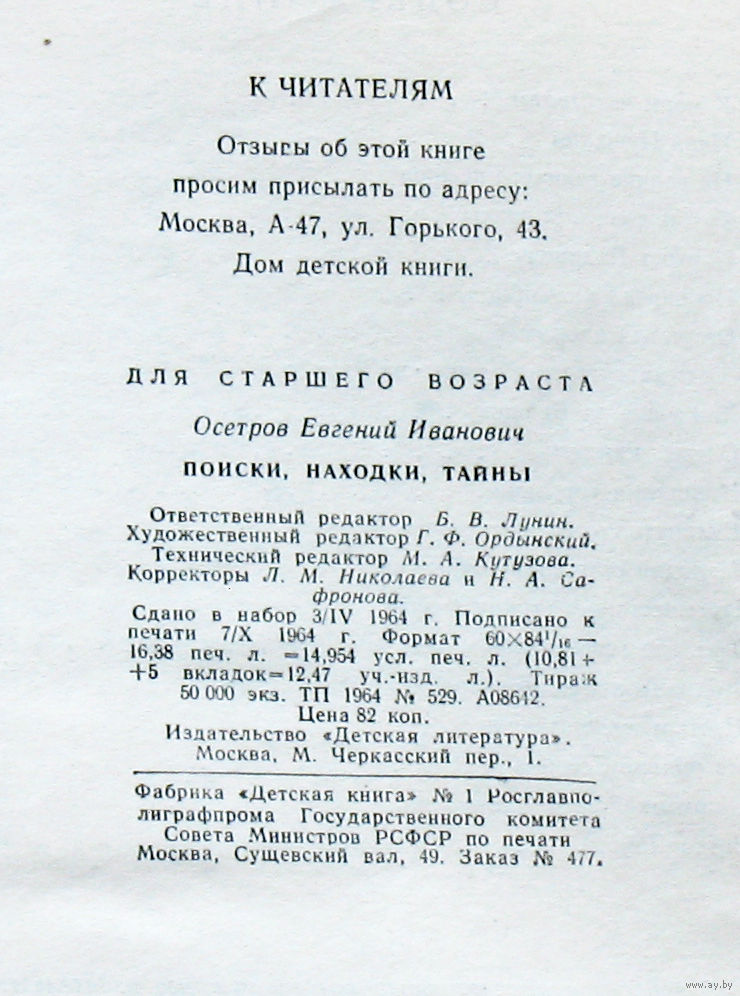 К ЧИТАТЕЛЯМ
Отзывы об этой книге
просим присылать по адресу:
Москва, А-47, ул. Горького, 43.
Дом детской книги.
ДЛЯ СТАРШЕГО ВОЗРАСТА
Осетров Евгений Иванович
ПОИСКИ, НАХОДКИ, ТАЙНЫ
Ответственный редактор Б. В. Лунин.
Художественный редактор Г. Ф. Ордынский.
Технический редактор М. А. Кутузова.
Корректоры Л. М. Николаева и Н. А. Са-
фронова.
Сдано в набор 3/IV 1964 г. Подписано к
печати 7/X 1964 г. Формат 60×84¹/₁₆ —
16,38 печ. л. =14,954 усл. печ. л. (10,81+
+5 вкладок=12,47 уч.-изд. л.). Тираж
50 000 экз. ТП 1964 № 529. А08642.
Цена 82 коп.
Издательство «Детская литература».
Москва, М. Черкасский пер., 1.
Фабрика «Детская книга» № 1 Росглавпо-
лиграфпрома Государственного комитета
Совета Министров РСФСР по печати
Москва, Сущевский вал, 49. Заказ № 477.
www.ay.by